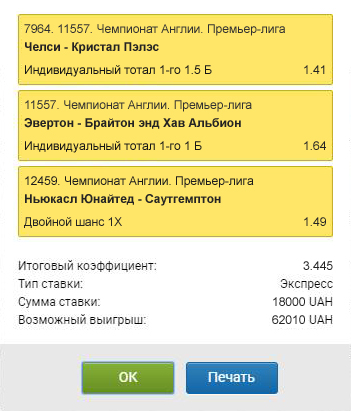 7964. 11557. Чемпионат Англии. Премьер-лига
Челси - Кристал Пэлэс
Индивидуальный тотал 1-го 1.5 Б 1.41
11557. Чемпионат Англии. Премьер-лига
Эвертон - Брайтон энд Хав Альбион
Индивидуальный тотал 1-го 1 Б 1.64
12459. Чемпионат Англии. Премьер-лига
Ньюкасл Юнайтед - Саутгемптон
Двойной шанс 1X 1.49
Итоговый коэффициент: 3.445
Тип ставки: Экспресс
Сумма ставки: 18000 UAH
Возможный выигрыш: 62010 UAH
OK Печать